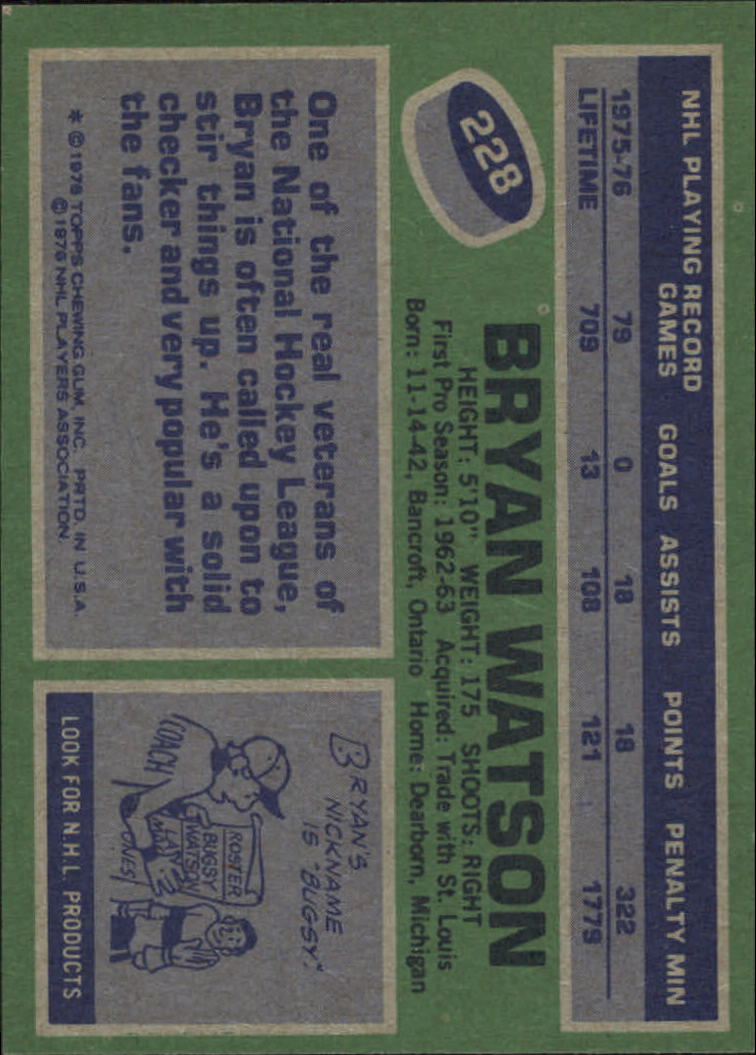 NHL PLAYING RECORD
GAMES GOALS ASSISTS POINTS PENALTY MIN
1975-76 79 0 18 18 322
LIFETIME 709 13 108 121 1779
228
BRYAN WATSON
HEIGHT: 5'10" WEIGHT: 175 SHOOTS: RIGHT
First Pro Season: 1962-63 Acquired: Trade with St. Louis
Born: 11-14-42, Bancroft, Ontario Home: Dearborn, Michigan
One of the real veterans of
the National Hockey League,
Bryan is often called upon to
stir things up. He's a solid
checker and very popular with
the fans.
* © 1976 TOPPS CHEWING GUM, INC. PRTD. IN U.S.A.
© 1976 NHL PLAYERS ASSOCIATION.
BRYAN'S
NICKNAME
IS "BUGSY."
ROSTER
BUGSY
WATSON
COACH
LOOK FOR N.H.L. PRODUCTS